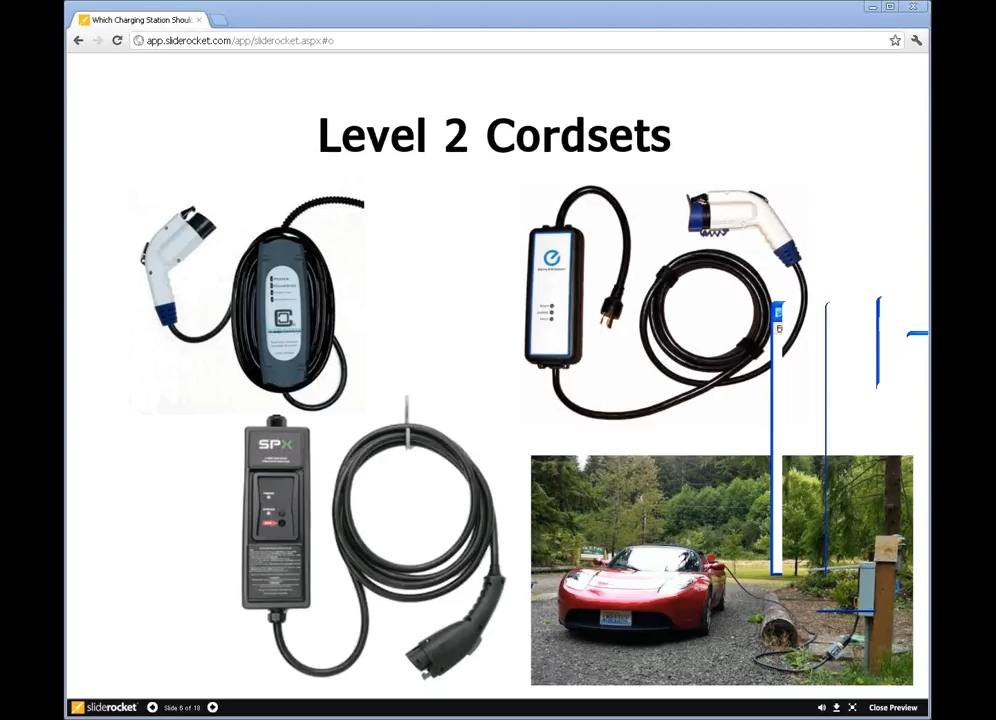 Which Charging Station Shoul
app.sliderocket.com/app/sliderocket.aspx#0
Level 2 Cordsets
SPX
sliderocket
Slide 6 of 18
Close Preview